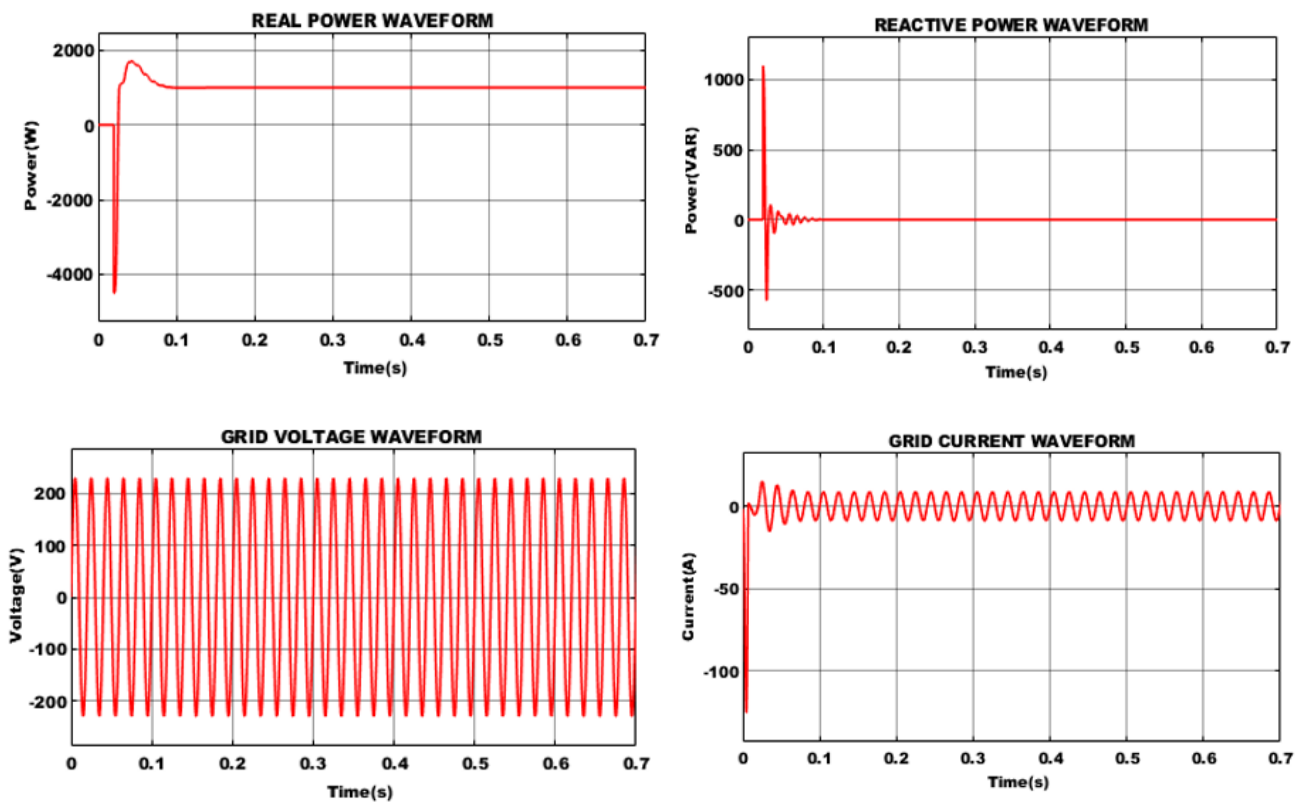 REAL POWER WAVEFORM
2000
0
-2000
-4000
Power(W)
0 0.1 0.2 0.3 0.4 0.5 0.6 0.7
Time(s)
REACTIVE POWER WAVEFORM
1000
500
0
-500
Power(VAR)
0 0.1 0.2 0.3 0.4 0.5 0.6 0.7
Time(s)
GRID VOLTAGE WAVEFORM
200
100
0
-100
-200
Voltage(V)
0 0.1 0.2 0.3 0.4 0.5 0.6 0.7
Time(s)
GRID CURRENT WAVEFORM
0
-50
-100
Current(A)
0 0.1 0.2 0.3 0.4 0.5 0.6 0.7
Time(s)